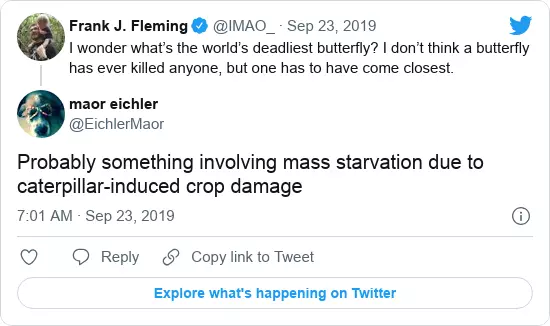 Frank J. Fleming @IMAO_ · Sep 23, 2019
I wonder what's the world's deadliest butterfly? I don't think a butterfly
has ever killed anyone, but one has to have come closest.
maor eichler
@EichlerMaor
Probably something involving mass starvation due to
caterpillar-induced crop damage
7:01 AM · Sep 23, 2019
Reply Copy link to Tweet
Explore what's happening on Twitter